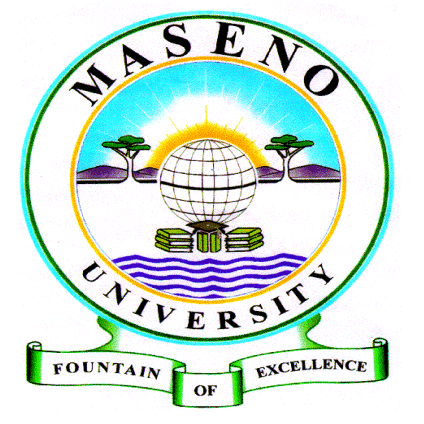 MASENO
UNIVERSITY
FOUNTAIN
OF
EXCELLENCE